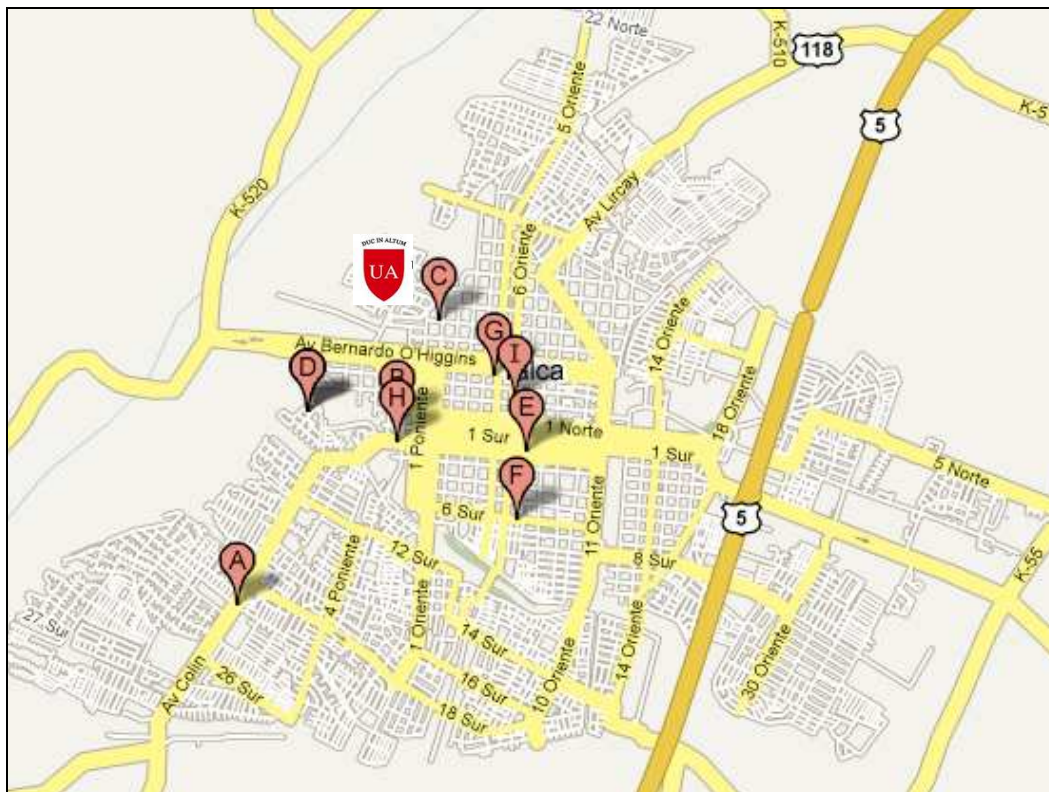 22 Norte
K-510
118
K-5
5
5 Oriente
Av Lircay
K-520
DUC IN ALTUM
UA
C
6 Oriente
G
I
Talca
Av Bernardo O'Higgins
D
B
H
14 Oriente
18 Oriente
E
1 Norte
1 Sur
1 Poniente
1 Sur
5 Norte
F
6 Sur
5
11 Oriente
K-55
A
12 Sur
8 Sur
4 Poniente
27 Sur
1 Oriente
14 Sur
Av Colin
26 Sur
16 Sur
18 Sur
10 Oriente
14 Oriente
30 Oriente